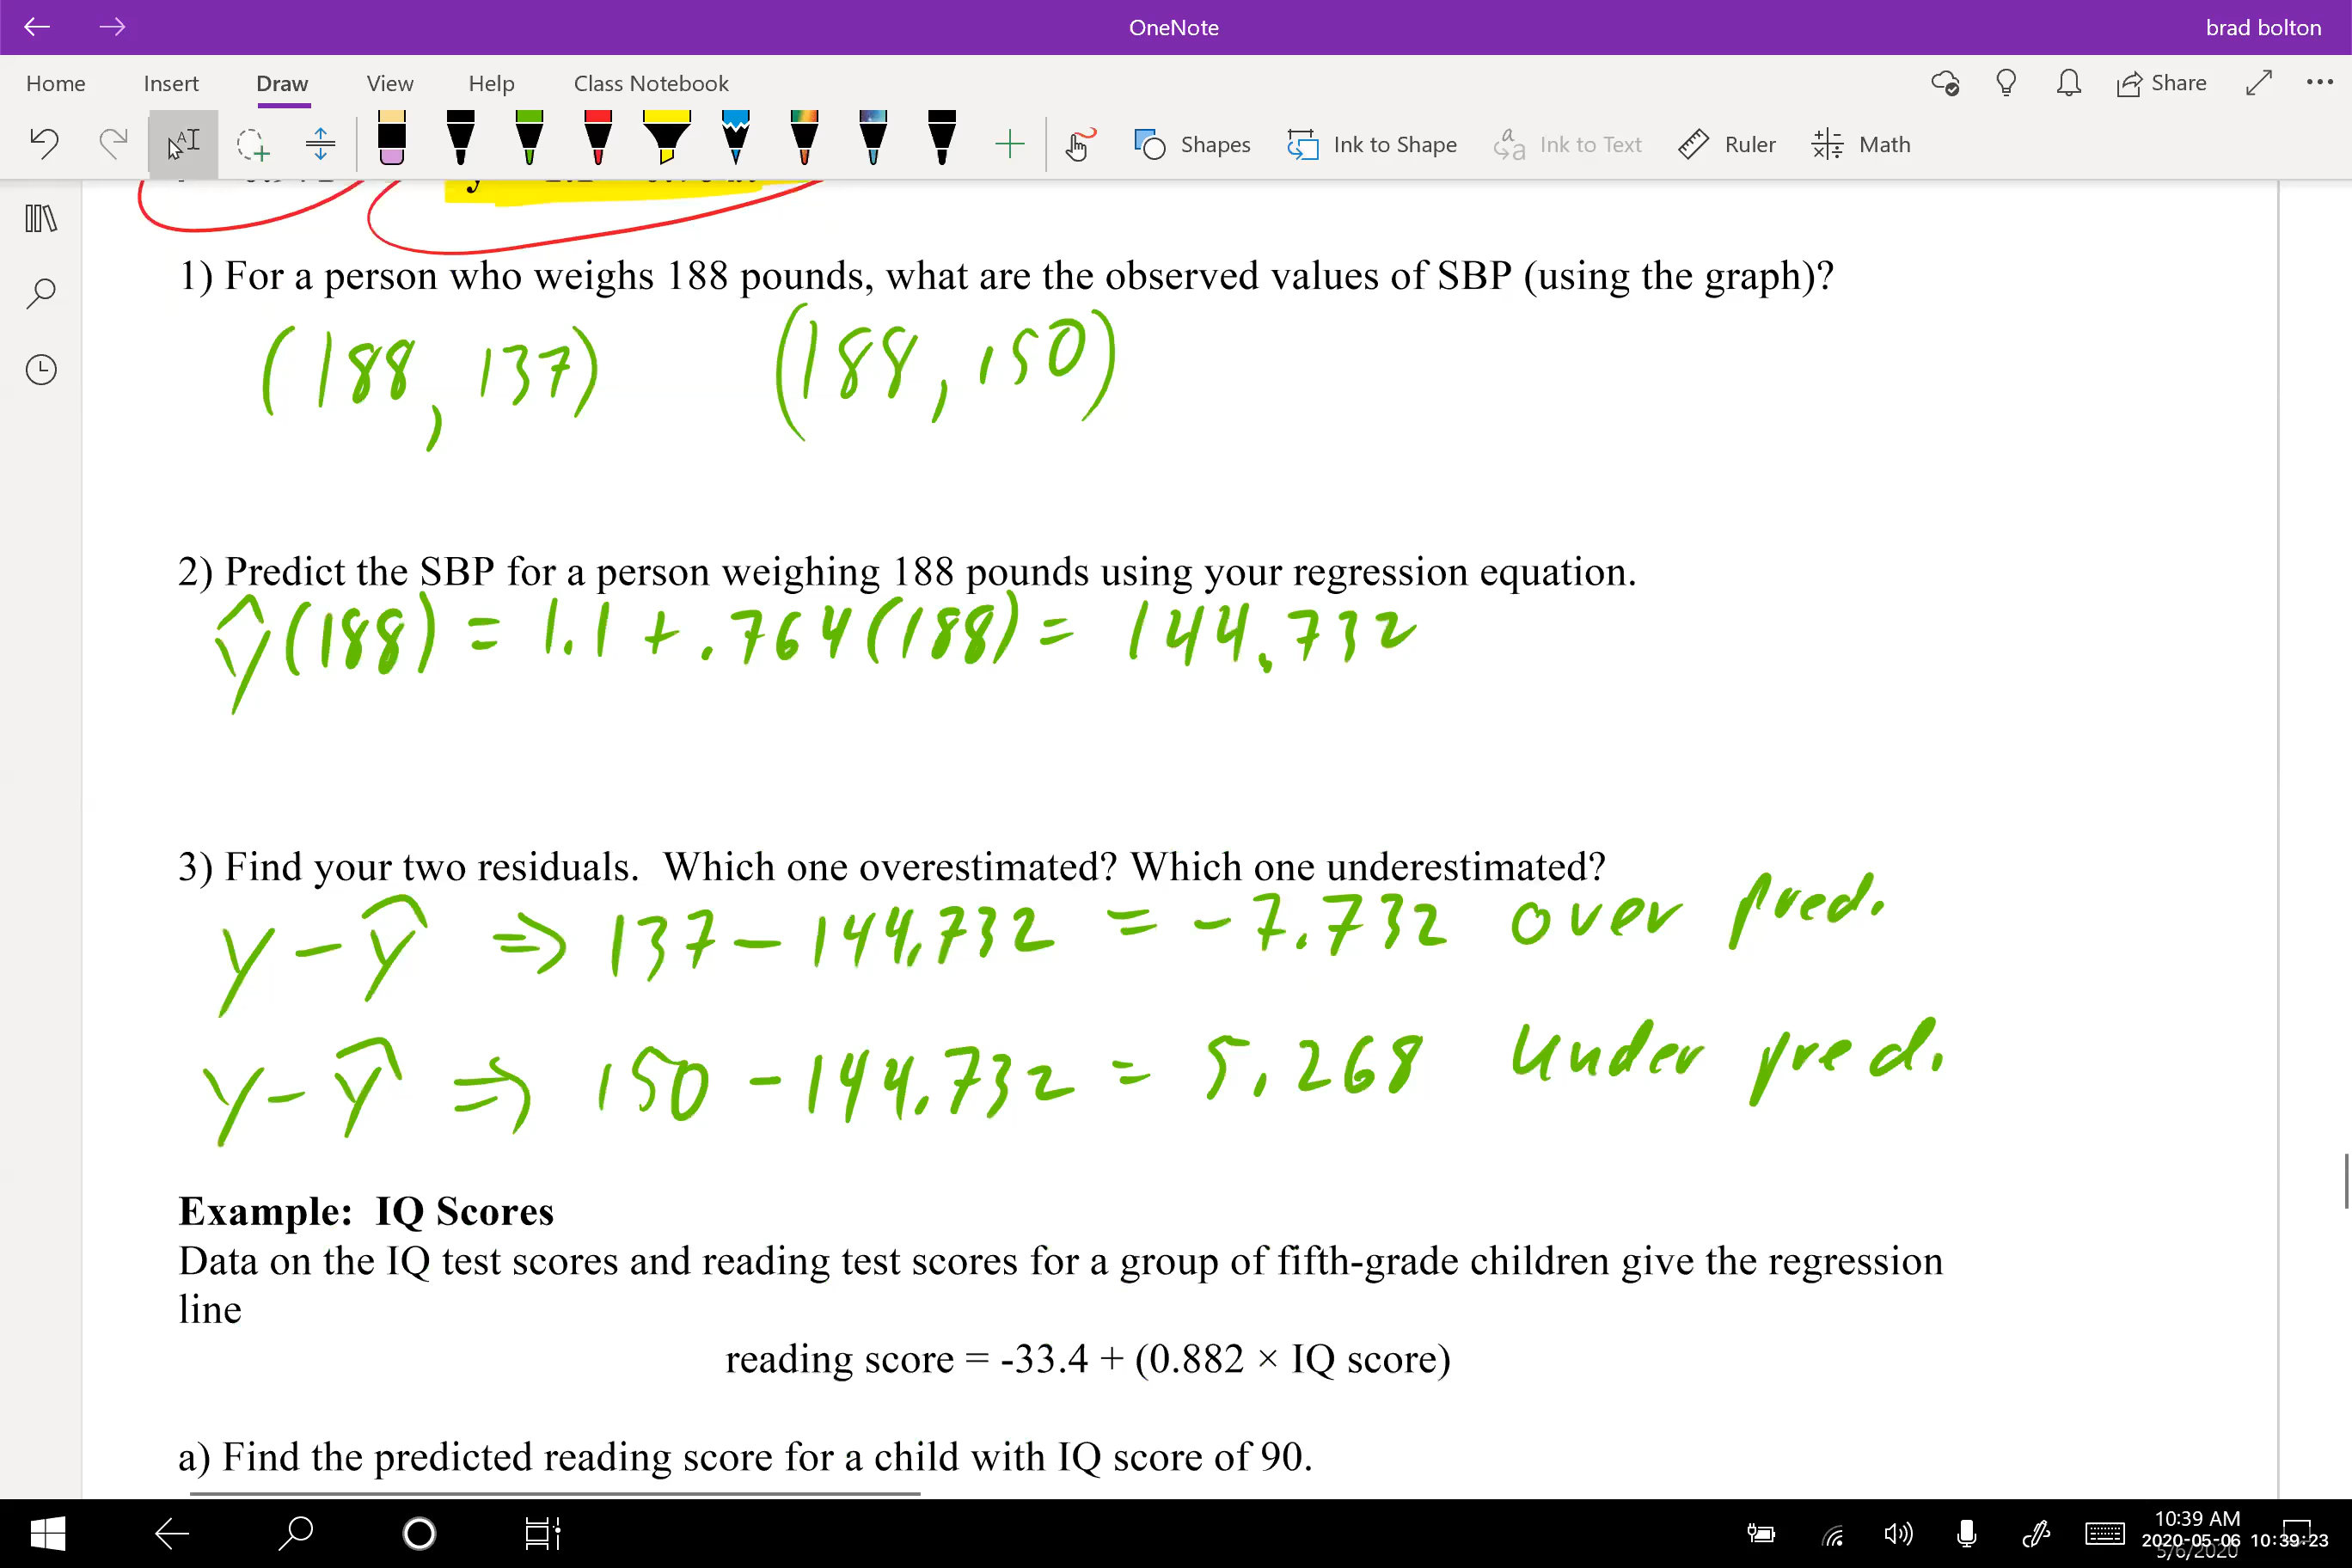 OneNote
brad bolton
Home Insert Draw View Help Class Notebook
Share
Shapes Ink to Shape Ink to Text Ruler Math
1) For a person who weighs 188 pounds, what are the observed values of SBP (using the graph)?
(188, 137) (188, 150)
2) Predict the SBP for a person weighing 188 pounds using your regression equation.
ŷ(188) = 1.1 + .764(188) = 144.732
3) Find your two residuals. Which one overestimated? Which one underestimated?
y - ŷ ⇒ 137 - 144.732 = -7.732 over pred.
y - ŷ ⇒ 150 - 144.732 = 5.268 under pred.
Example: IQ Scores
Data on the IQ test scores and reading test scores for a group of fifth-grade children give the regression
line
reading score = -33.4 + (0.882 × IQ score)
a) Find the predicted reading score for a child with IQ score of 90.
10:39 AM
2020-05-06 10:39:23
5/6/2020